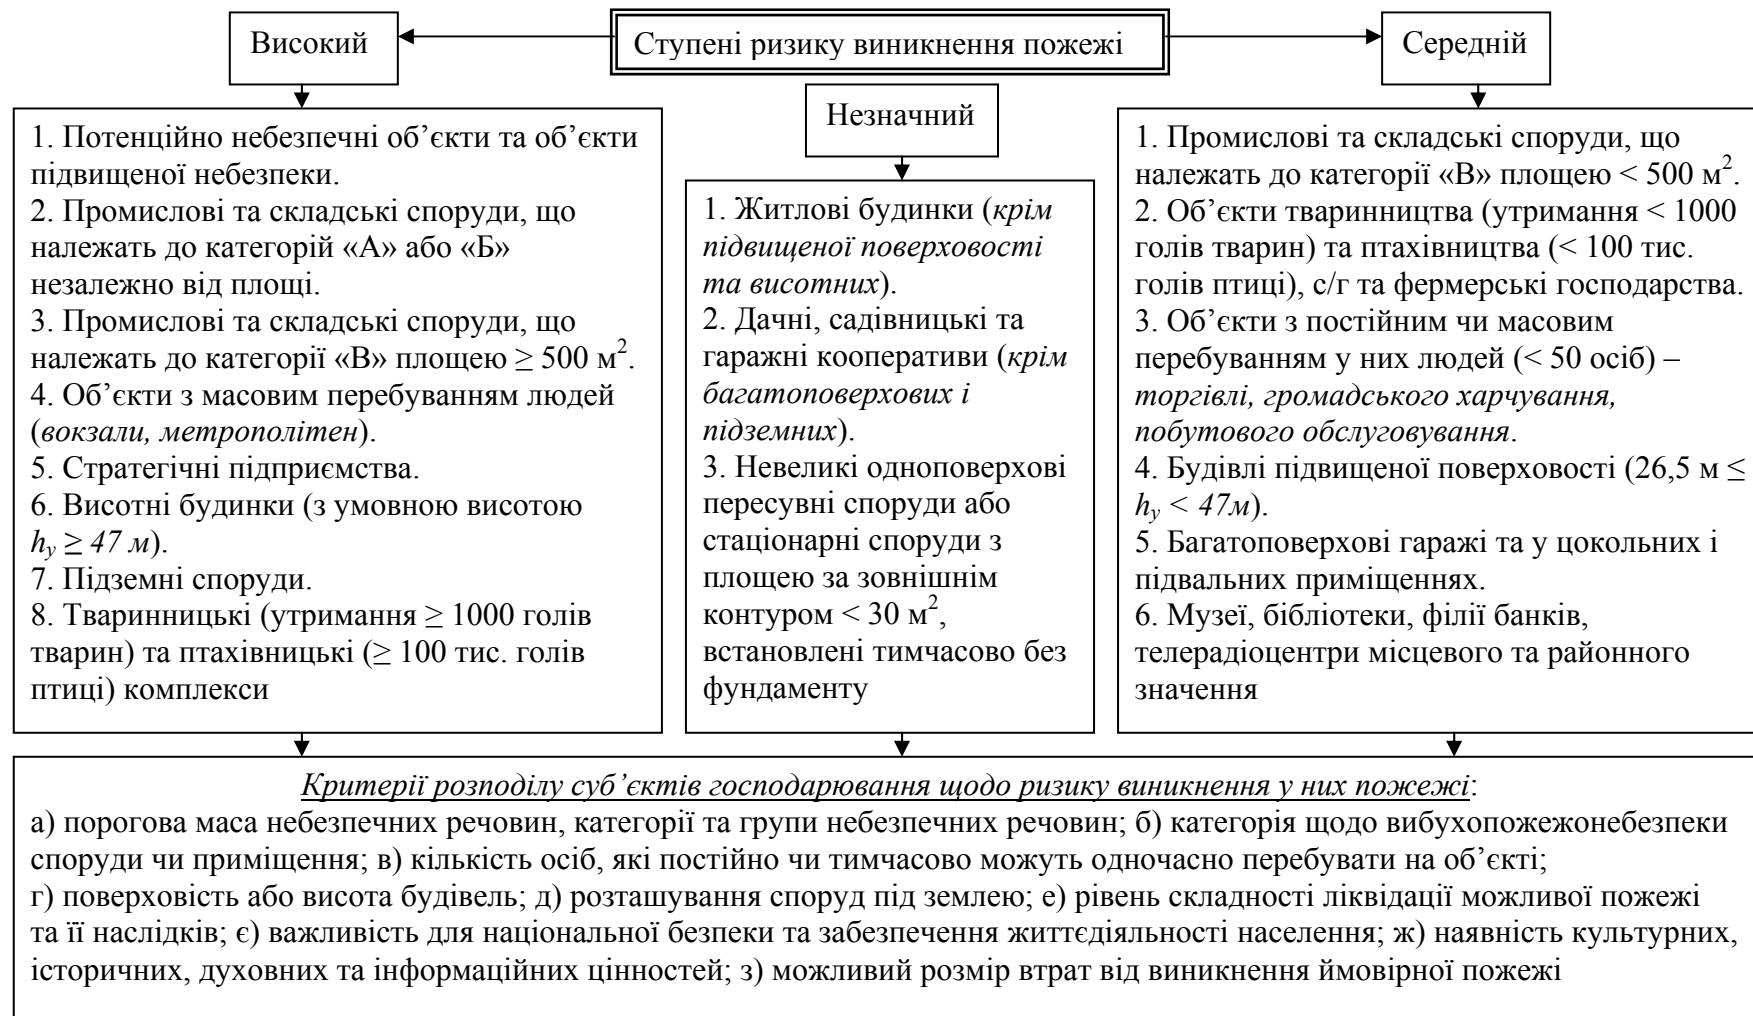 Ступені ризику виникнення пожежі
Високий
1. Потенційно небезпечні об’єкти та об’єкти
підвищеної небезпеки.
2. Промислові та складські споруди, що
належать до категорій «А» або «Б»
незалежно від площі.
3. Промислові та складські споруди, що
належать до категорії «В» площею ≥ 500 м².
4. Об’єкти з масовим перебуванням людей
(вокзали, метрополітен).
5. Стратегічні підприємства.
6. Висотні будинки (з умовною висотою
hу ≥ 47 м).
7. Підземні споруди.
8. Тваринницькі (утримання ≥ 1000 голів
тварин) та птахівницькі (≥ 100 тис. голів
птиці) комплекси
Незначний
1. Житлові будинки (крім
підвищеної поверховості
та висотних).
2. Дачні, садівницькі та
гаражні кооперативи (крім
багатоповерхових і
підземних).
3. Невеликі одноповерхові
пересувні споруди або
стаціонарні споруди з
площею за зовнішнім
контуром < 30 м²,
встановлені тимчасово без
фундаменту
Середній
1. Промислові та складські споруди, що
належать до категорії «В» площею < 500 м².
2. Об’єкти тваринництва (утримання < 1000
голів тварин) та птахівництва (< 100 тис.
голів птиці), с/г та фермерські господарства.
3. Об’єкти з постійним чи масовим
перебуванням у них людей (< 50 осіб) –
торгівлі, громадського харчування,
побутового обслуговування.
4. Будівлі підвищеної поверховості (26,5 м ≤
hу < 47м).
5. Багатоповерхові гаражі та у цокольних і
підвальних приміщеннях.
6. Музеї, бібліотеки, філії банків,
телерадіоцентри місцевого та районного
значення
Критерії розподілу суб’єктів господарювання щодо ризику виникнення у них пожежі:
а) порогова маса небезпечних речовин, категорії та групи небезпечних речовин; б) категорія щодо вибухопожежонебезпеки
споруди чи приміщення; в) кількість осіб, які постійно чи тимчасово можуть одночасно перебувати на об’єкті;
г) поверховість або висота будівель; д) розташування споруд під землею; е) рівень складності ліквідації можливої пожежі
та її наслідків; є) важливість для національної безпеки та забезпечення життєдіяльності населення; ж) наявність культурних,
історичних, духовних та інформаційних цінностей; з) можливий розмір втрат від виникнення ймовірної пожежі